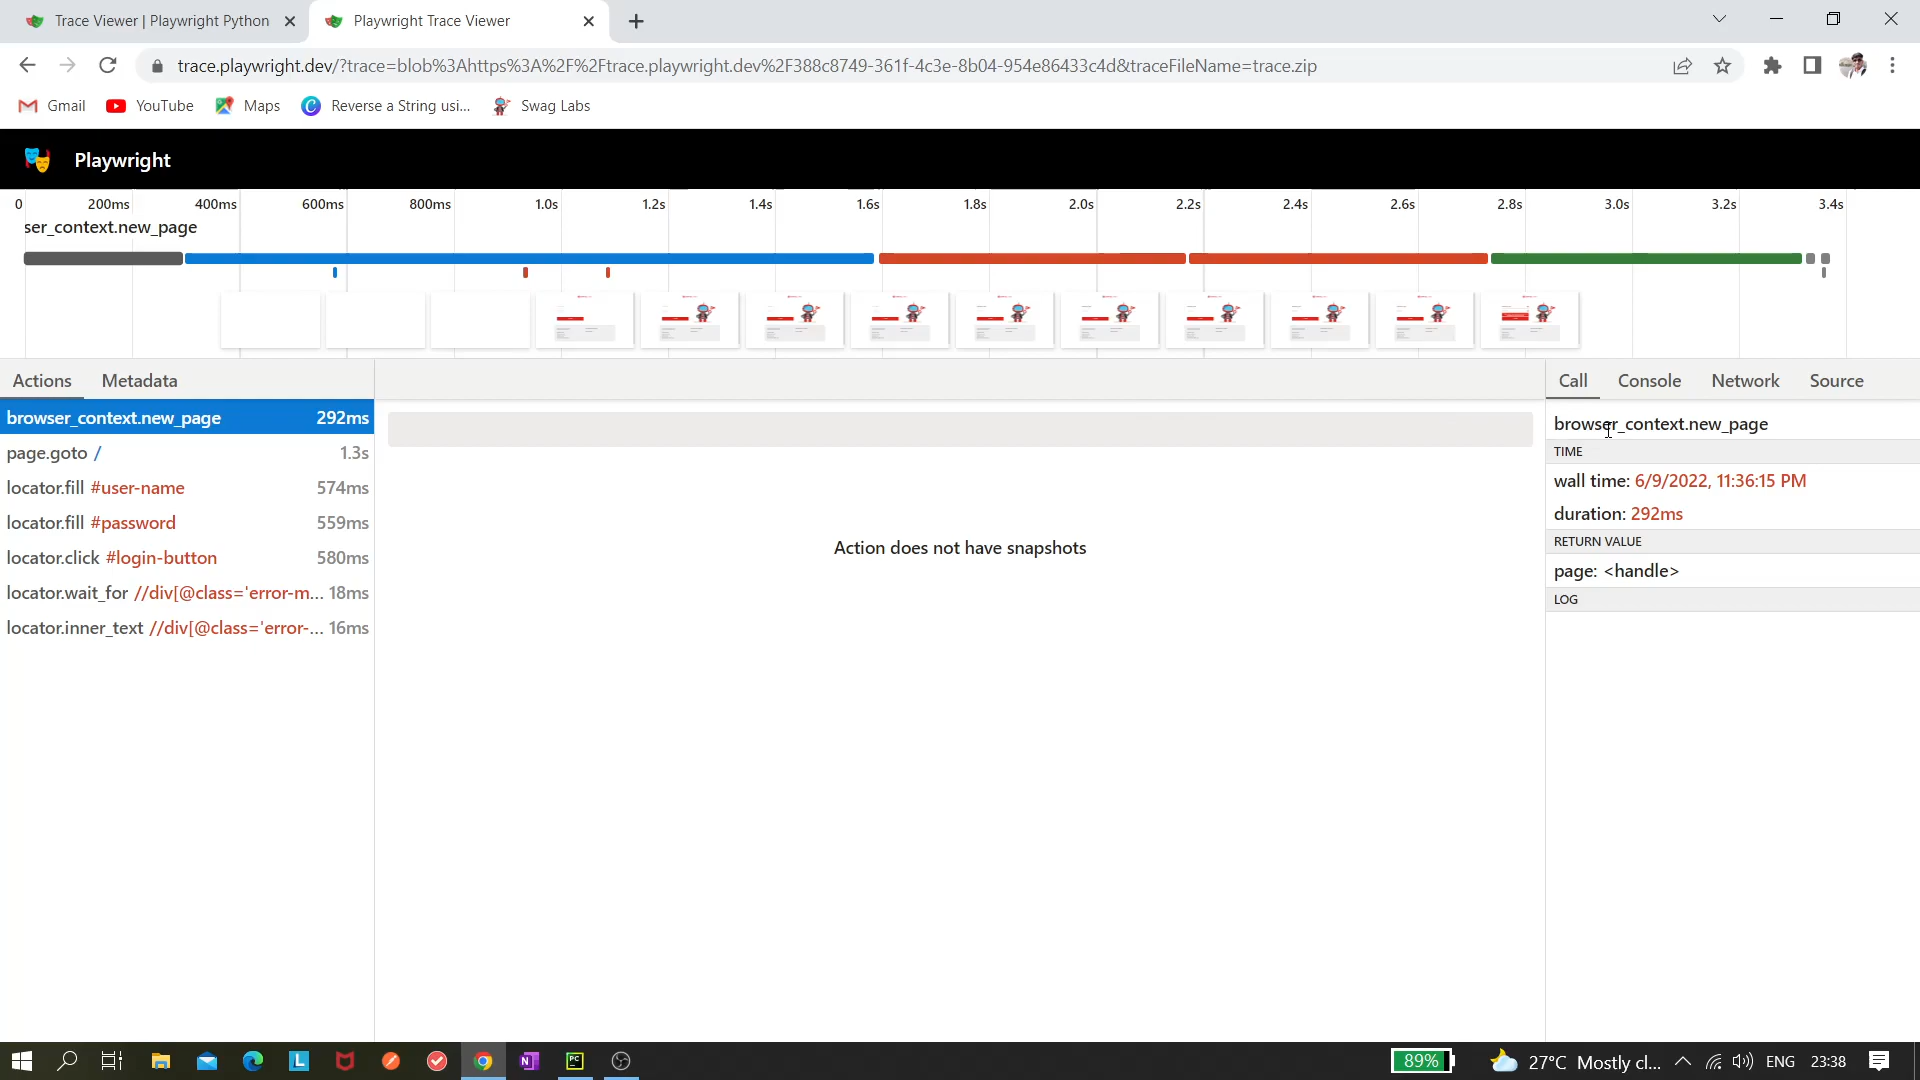 Trace Viewer | Playwright Python
Playwright Trace Viewer
trace.playwright.dev/?trace=blob%3Ahttps%3A%2F%2Ftrace.playwright.dev%2F388c8749-361f-4c3e-8b04-954e86433c4d&traceFileName=trace.zip
Gmail YouTube Maps Reverse a String usi... Swag Labs
Playwright
0 200ms 400ms 600ms 800ms 1.0s 1.2s 1.4s 1.6s 1.8s 2.0s 2.2s 2.4s 2.6s 2.8s 3.0s 3.2s 3.4s
ser_context.new_page
Actions Metadata
browser_context.new_page 292ms
page.goto / 1.3s
locator.fill #user-name 574ms
locator.fill #password 559ms
locator.click #login-button 580ms
locator.wait_for //div[@class='error-m... 18ms
locator.inner_text //div[@class='error-... 16ms
Action does not have snapshots
Call Console Network Source
browser_context.new_page
TIME
wall time: 6/9/2022, 11:36:15 PM
duration: 292ms
RETURN VALUE
page: <handle>
LOG
89% 27°C Mostly cl... ENG 23:38